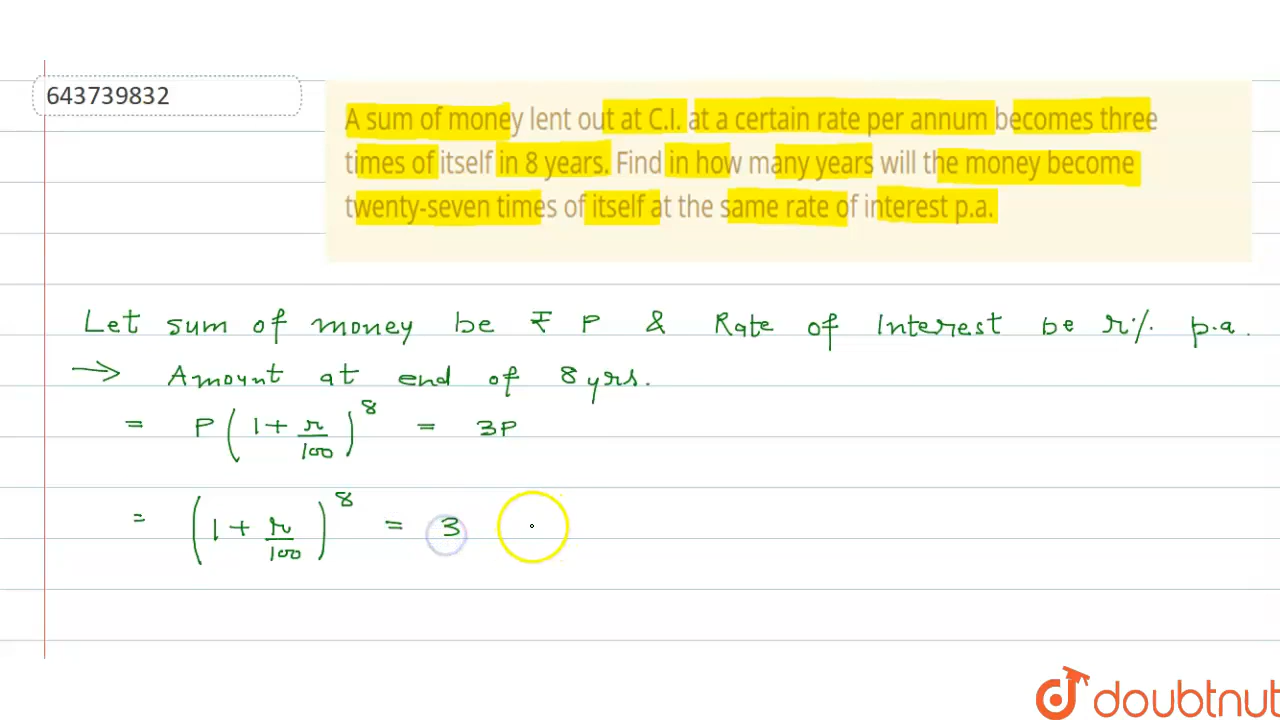 643739832
A sum of money lent out at C.I. at a certain rate per annum becomes three
times of itself in 8 years. Find in how many years will the money become
twenty-seven times of itself at the same rate of interest p.a.
Let sum of money be ₹ P & Rate of Interest be r% p.a.
→ Amount at end of 8 yrs.
= P(1 + r/100)^8 = 3P
= (1 + r/100)^8 = 3
doubtnut